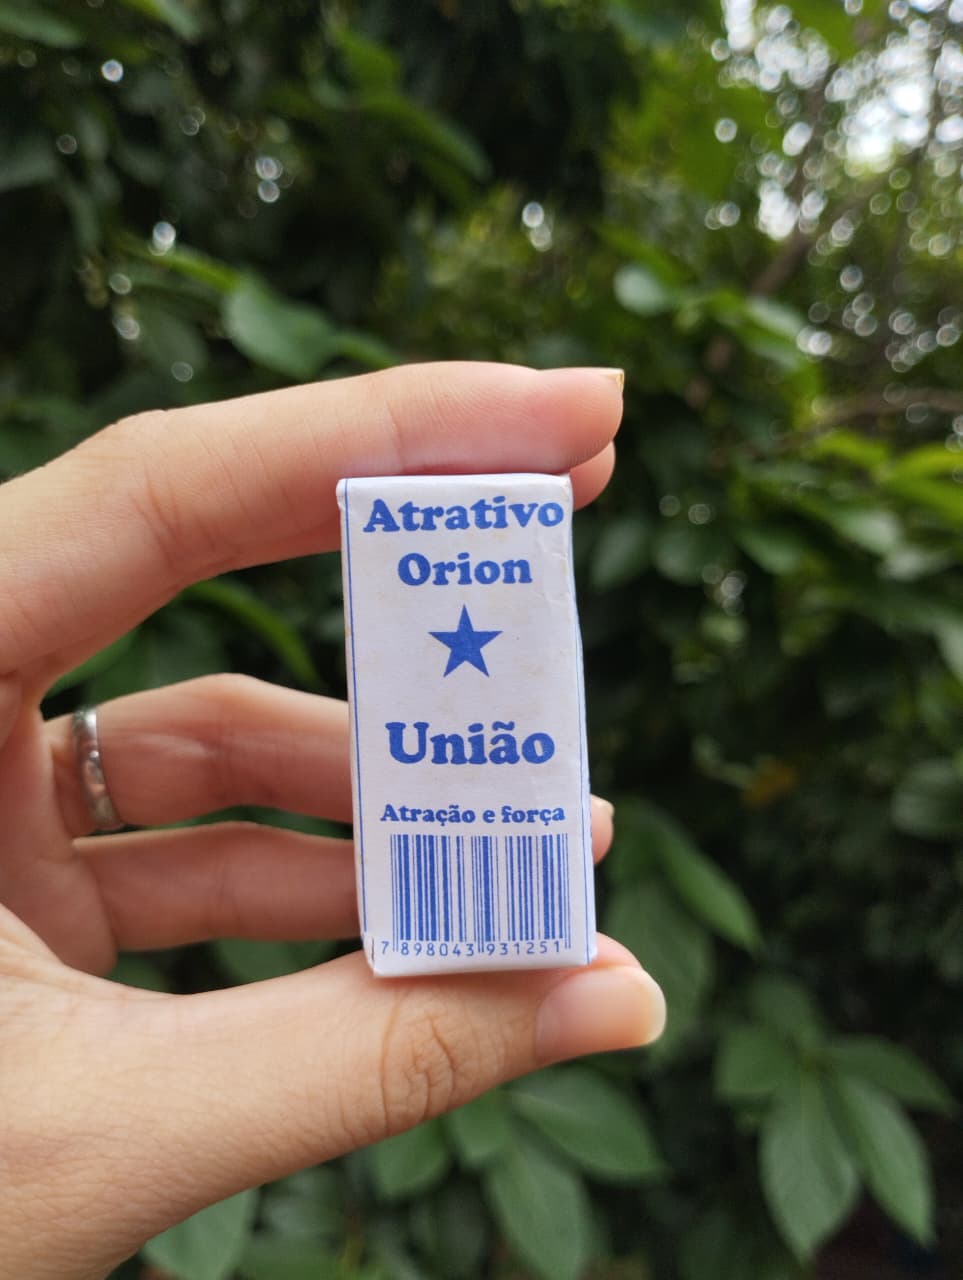 Atrativo
Orion
União
Atração e força
7 898043 931251